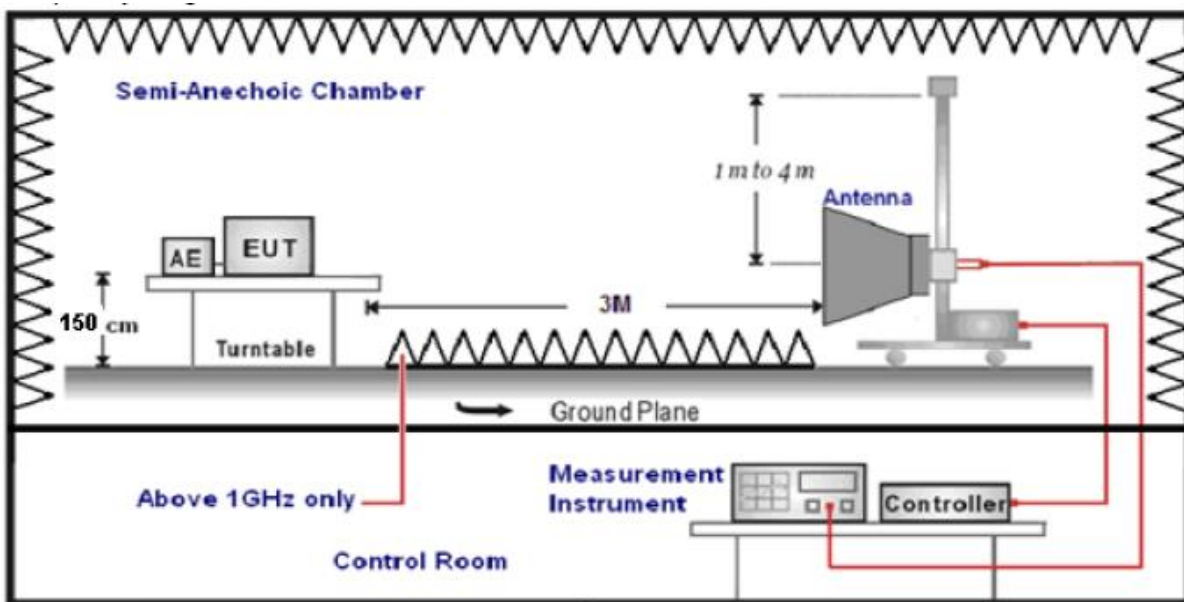 Semi-Anechoic Chamber
1 m to 4 m
Antenna
AE
EUT
150 cm
3M
Turntable
Ground Plane
Above 1GHz only
Measurement
Instrument
Controller
Control Room